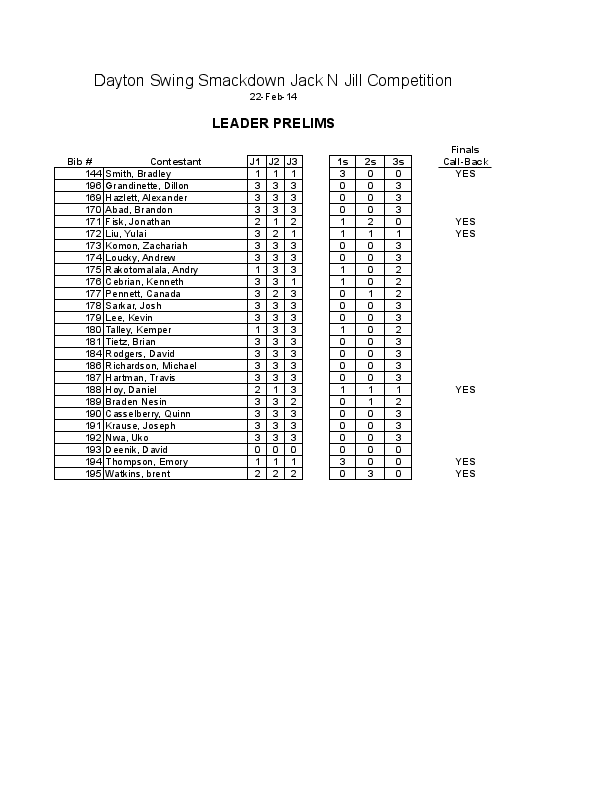 Dayton Swing Smackdown Jack N Jill Competition
22-Feb-14
LEADER PRELIMS
Finals
Bib # Contestant J1 J2 J3 1s 2s 3s Call-Back
144 Smith, Bradley 1 1 1 3 0 0 YES
196 Grandinette, Dillon 3 3 3 0 0 3
169 Hazlett, Alexander 3 3 3 0 0 3
170 Abad, Brandon 3 3 3 0 0 3
171 Fisk, Jonathan 2 1 2 1 2 0 YES
172 Liu, Yulai 3 2 1 1 1 1 YES
173 Komon, Zachariah 3 3 3 0 0 3
174 Loucky, Andrew 3 3 3 0 0 3
175 Rakotomalala, Andry 1 3 3 1 0 2
176 Cebrian, Kenneth 3 3 1 1 0 2
177 Pennett, Canada 3 2 3 0 1 2
178 Sarkar, Josh 3 3 3 0 0 3
179 Lee, Kevin 3 3 3 0 0 3
180 Talley, Kemper 1 3 3 1 0 2
181 Tietz, Brian 3 3 3 0 0 3
184 Rodgers, David 3 3 3 0 0 3
186 Richardson, Michael 3 3 3 0 0 3
187 Hartman, Travis 3 3 3 0 0 3
188 Hoy, Daniel 2 1 3 1 1 1 YES
189 Braden Nesin 3 3 2 0 1 2
190 Casselberry, Quinn 3 3 3 0 0 3
191 Krause, Joseph 3 3 3 0 0 3
192 Nwa, Uko 3 3 3 0 0 3
193 Deenik, David 0 0 0 0 0 0
194 Thompson, Emory 1 1 1 3 0 0 YES
195 Watkins, brent 2 2 2 0 3 0 YES